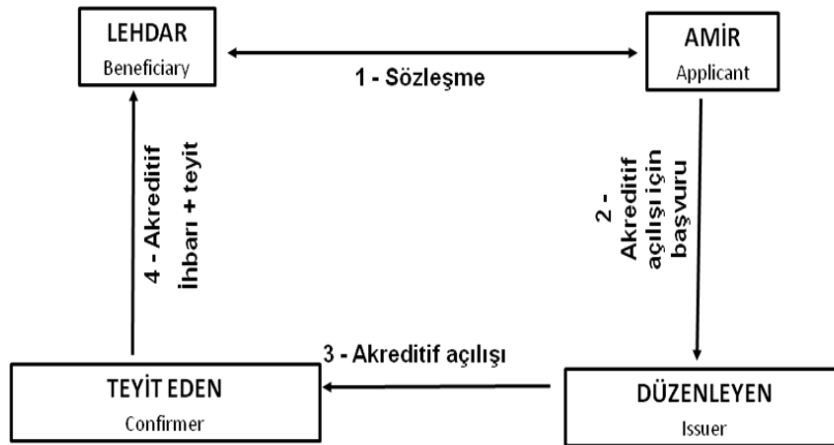 LEHDAR
Beneficiary
AMİR
Applicant
1 - Sözleşme
4 - Akreditif
İhbarı + teyit
2 -
Akreditif
açılışı için
başvuru
3 - Akreditif açılışı
TEYİT EDEN
Confirmer
DÜZENLEYEN
Issuer